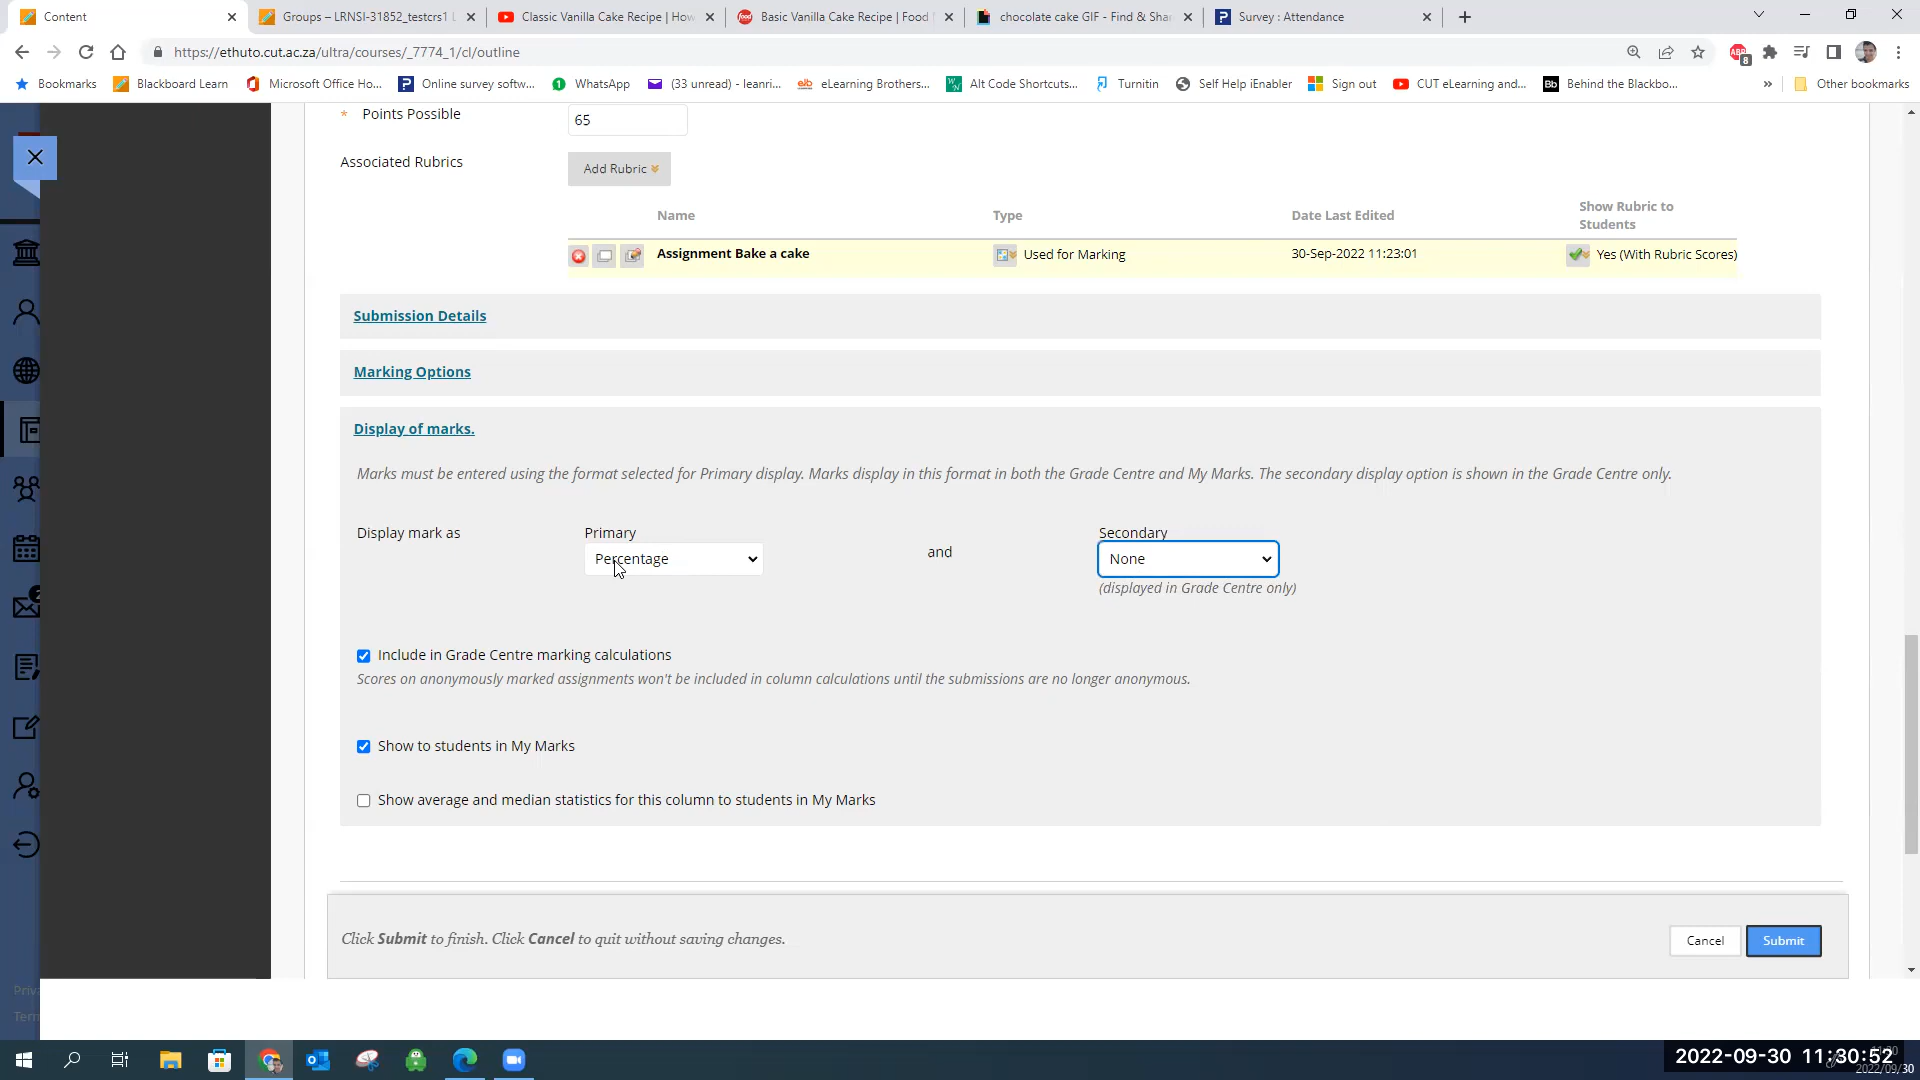 Content
Groups – LRNSI-31852_testcrs1
Classic Vanilla Cake Recipe | How
Basic Vanilla Cake Recipe | Food
chocolate cake GIF - Find & Shar
Survey : Attendance
https://ethuto.cut.ac.za/ultra/courses/_7774_1/cl/outline
8
Bookmarks
Blackboard Learn
Microsoft Office Ho...
Online survey softw...
WhatsApp
(33 unread) - leanri...
eLearning Brothers...
Alt Code Shortcuts...
Turnitin
Self Help iEnabler
Sign out
CUT eLearning and...
Behind the Blackbo...
»
Other bookmarks
* Points Possible
65
Associated Rubrics
Add Rubric
Name
Type
Date Last Edited
Show Rubric to
Students
Assignment Bake a cake
Used for Marking
30-Sep-2022 11:23:01
Yes (With Rubric Scores)
Submission Details
Marking Options
Display of marks.
Marks must be entered using the format selected for Primary display. Marks display in this format in both the Grade Centre and My Marks. The secondary display option is shown in the Grade Centre only.
Display mark as
Primary
Percentage
and
Secondary
None
(displayed in Grade Centre only)
Include in Grade Centre marking calculations
Scores on anonymously marked assignments won't be included in column calculations until the submissions are no longer anonymous.
Show to students in My Marks
Show average and median statistics for this column to students in My Marks
Click Submit to finish. Click Cancel to quit without saving changes.
Cancel
Submit
2022-09-30 11:30:52
2022/09/30